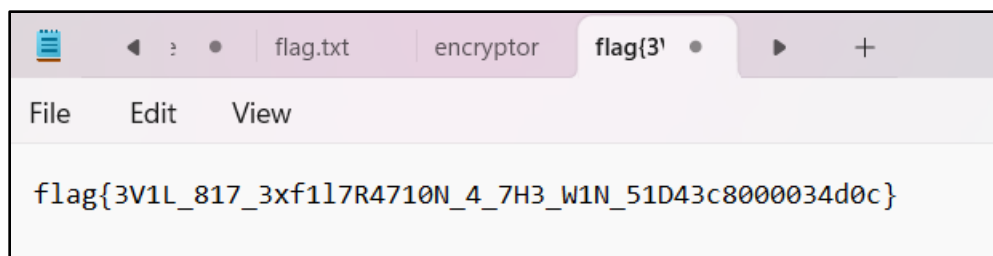 flag.txt encryptor flag{3
File Edit View
flag{3V1L_817_3xf1l7R4710N_4_7H3_W1N_51D43c8000034d0c}